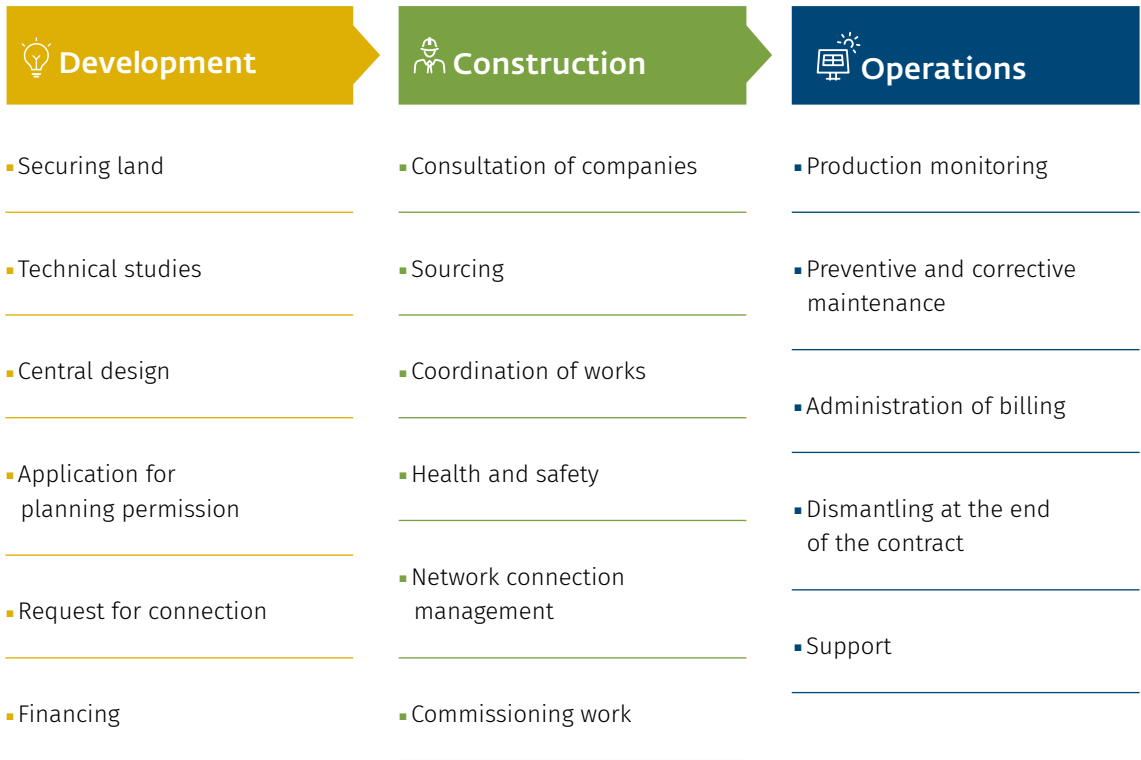 Development
▪ Securing land
▪ Technical studies
▪ Central design
▪ Application for
planning permission
▪ Request for connection
▪ Financing
Construction
▪ Consultation of companies
▪ Sourcing
▪ Coordination of works
▪ Health and safety
▪ Network connection
management
▪ Commissioning work
Operations
▪ Production monitoring
▪ Preventive and corrective
maintenance
▪ Administration of billing
▪ Dismantling at the end
of the contract
▪ Support